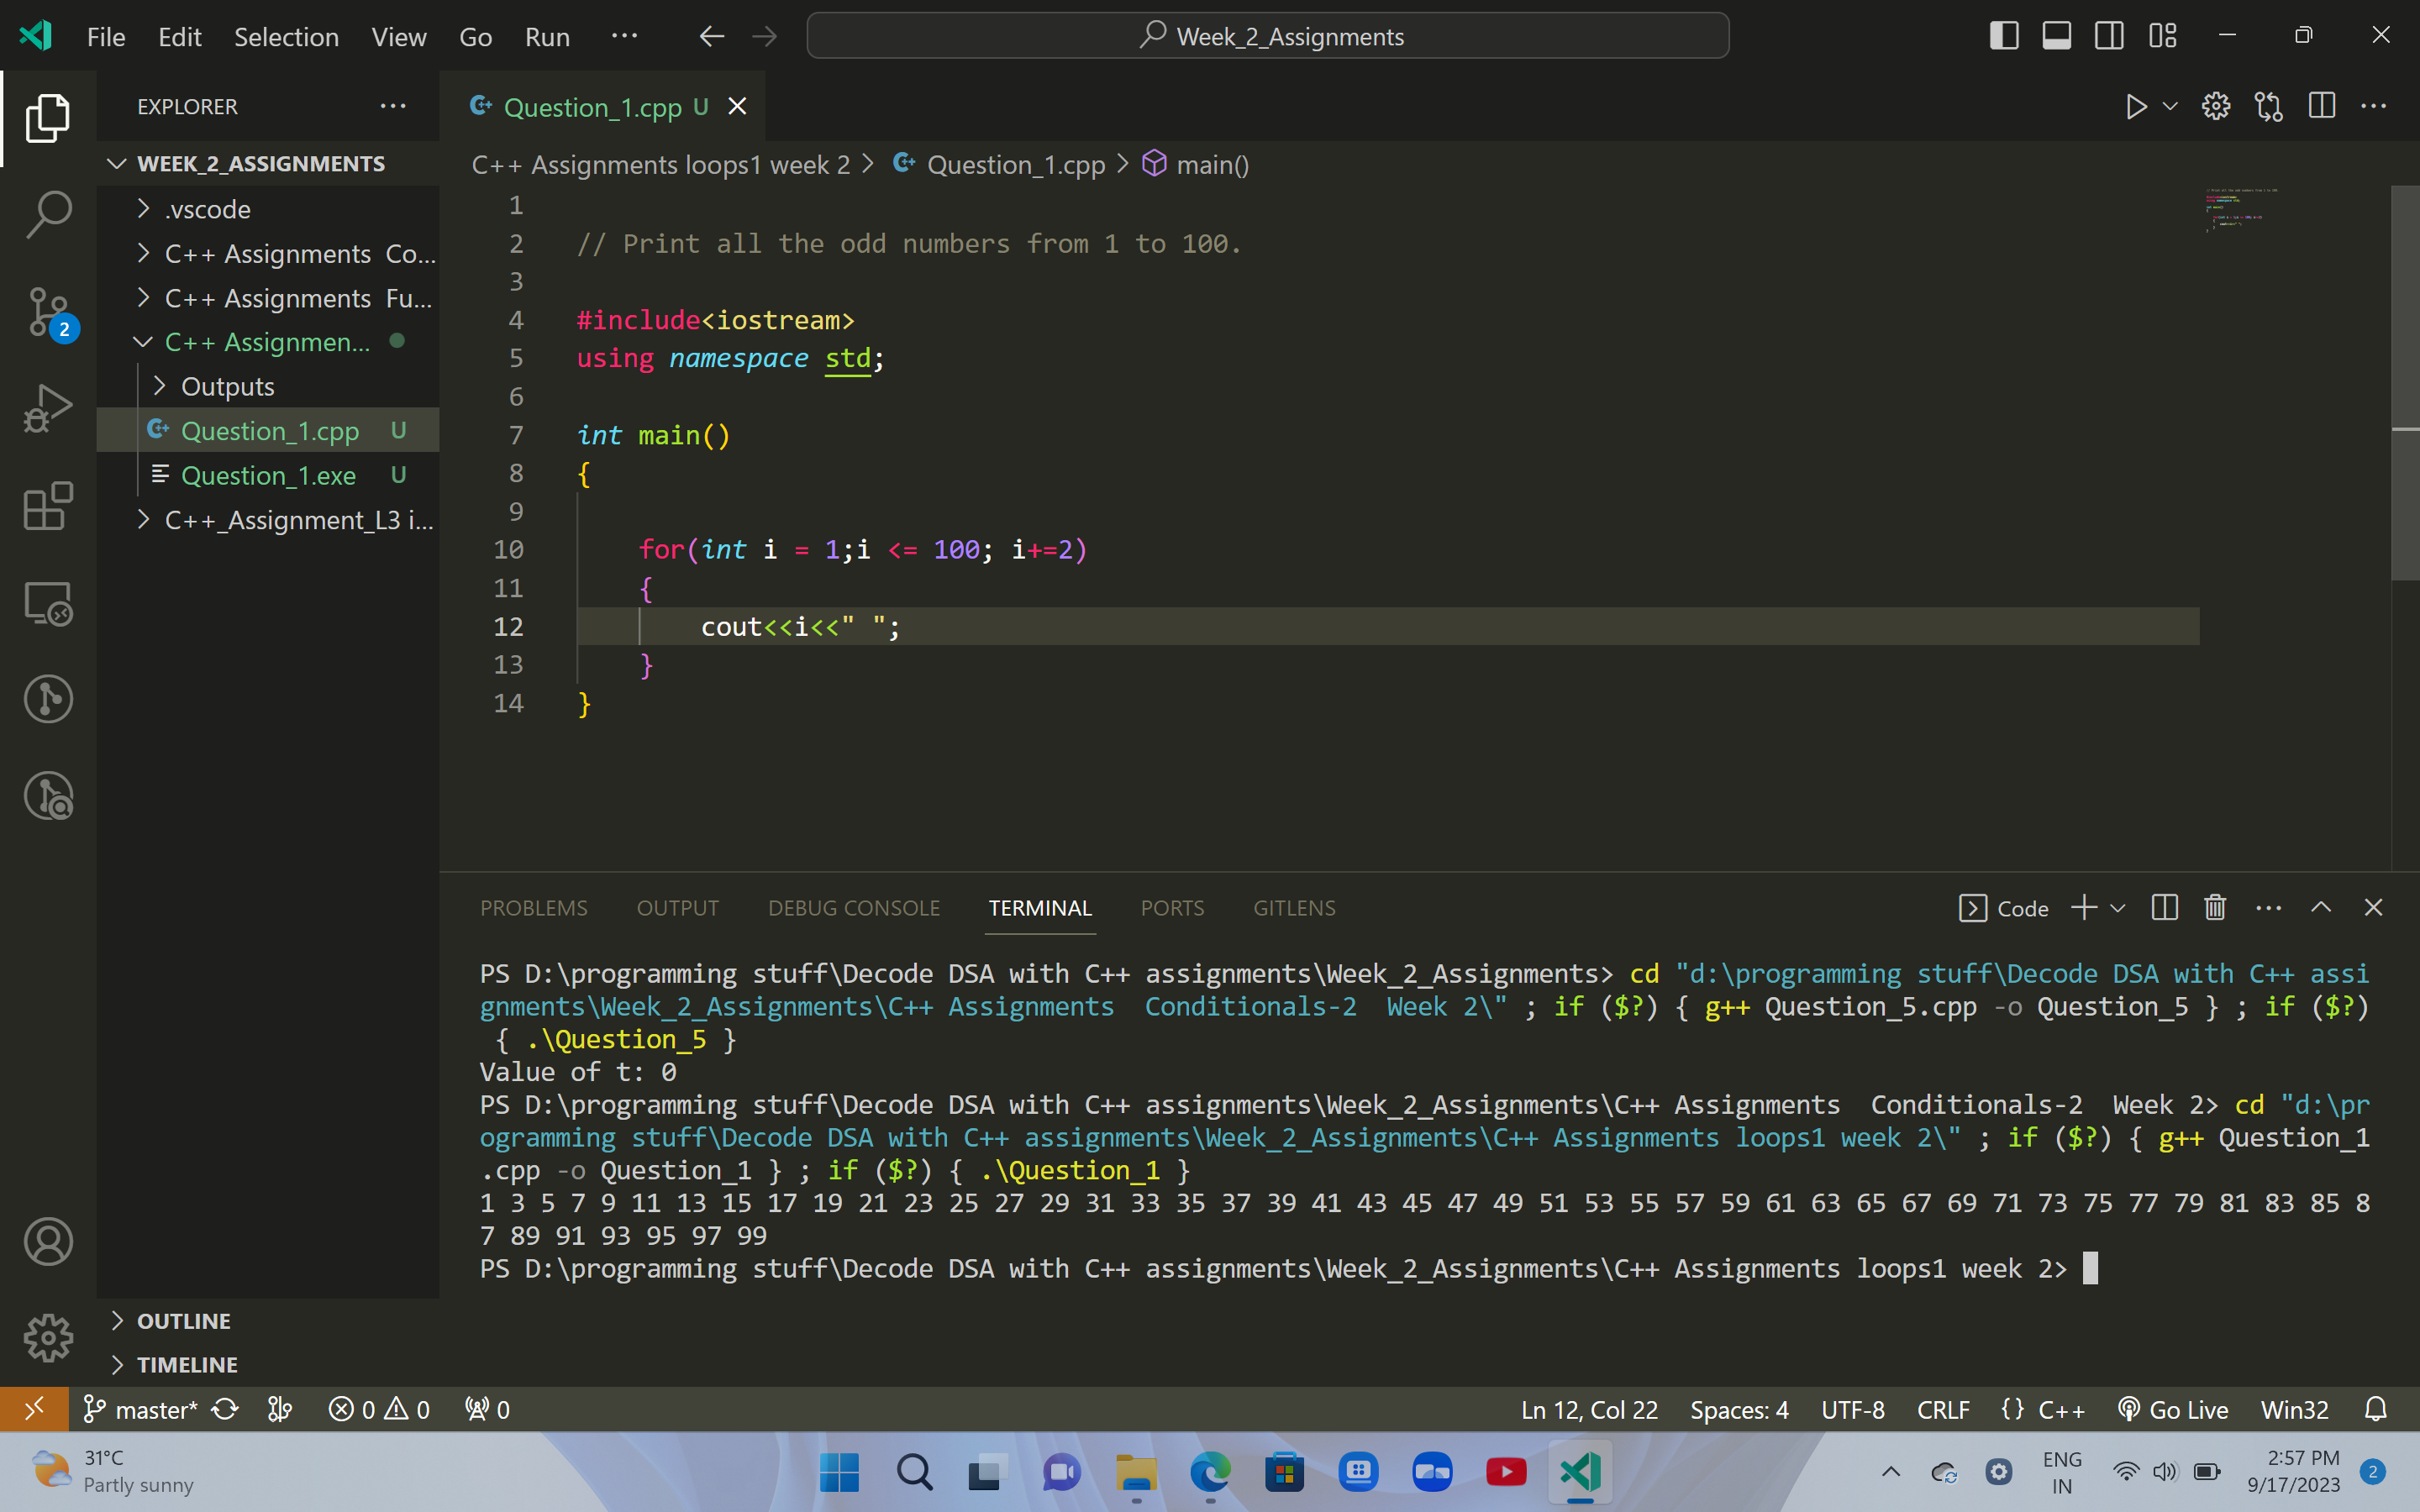 File Edit Selection View Go Run ··· Week_2_Assignments
EXPLORER ···
WEEK_2_ASSIGNMENTS
.vscode
C++ Assignments Co...
C++ Assignments Fu...
C++ Assignmen...
Outputs
Question_1.cpp U
Question_1.exe U
C++_Assignment_L3 i...
OUTLINE
TIMELINE
2
Question_1.cpp U
C++ Assignments loops1 week 2 > Question_1.cpp > main()
1
2 // Print all the odd numbers from 1 to 100.
3
4 #include<iostream>
5 using namespace std;
6
7 int main()
8 {
9
10 for(int i = 1;i <= 100; i+=2)
11 {
12 cout<<i<<" ";
13 }
14 }
PROBLEMS OUTPUT DEBUG CONSOLE TERMINAL PORTS GITLENS Code
PS D:\programming stuff\Decode DSA with C++ assignments\Week_2_Assignments> cd "d:\programming stuff\Decode DSA with C++ assi
gnments\Week_2_Assignments\C++ Assignments  Conditionals-2  Week 2\" ; if ($?) { g++ Question_5.cpp -o Question_5 } ; if ($?)
{ .\Question_5 }
Value of t: 0
PS D:\programming stuff\Decode DSA with C++ assignments\Week_2_Assignments\C++ Assignments  Conditionals-2  Week 2> cd "d:\pr
ogramming stuff\Decode DSA with C++ assignments\Week_2_Assignments\C++ Assignments loops1 week 2\" ; if ($?) { g++ Question_1
.cpp -o Question_1 } ; if ($?) { .\Question_1 }
1 3 5 7 9 11 13 15 17 19 21 23 25 27 29 31 33 35 37 39 41 43 45 47 49 51 53 55 57 59 61 63 65 67 69 71 73 75 77 79 81 83 85 8
7 89 91 93 95 97 99
PS D:\programming stuff\Decode DSA with C++ assignments\Week_2_Assignments\C++ Assignments loops1 week 2>
master* 0 0 0 Ln 12, Col 22 Spaces: 4 UTF-8 CRLF {} C++ Go Live Win32
31°C
Partly sunny
ENG
IN
2:57 PM
9/17/2023
2